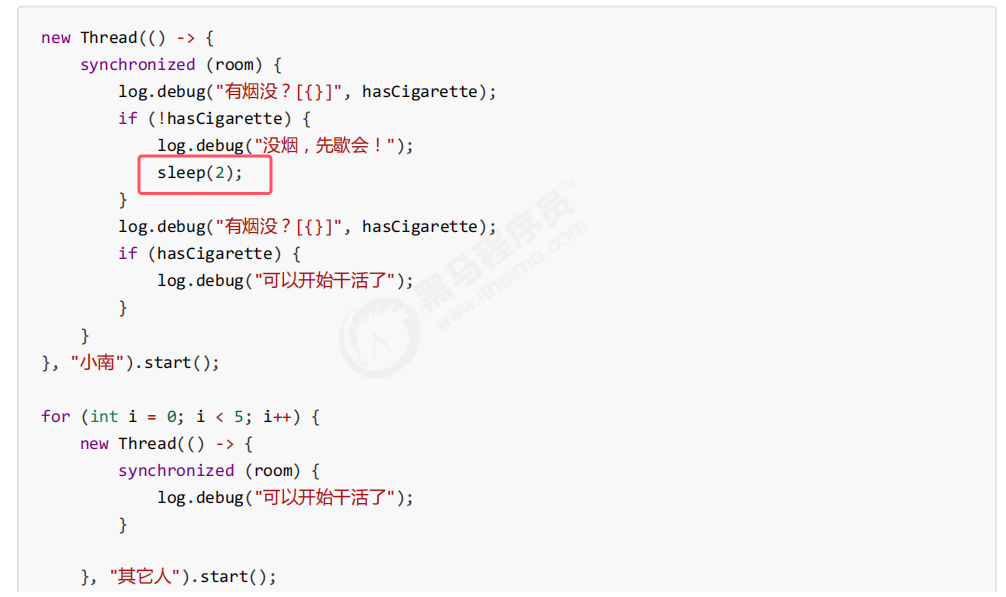 new Thread(() -> {
    synchronized (room) {
        log.debug("有烟没？[{}]", hasCigarette);
        if (!hasCigarette) {
            log.debug("没烟，先歇会！");
            sleep(2);
        }
        log.debug("有烟没？[{}]", hasCigarette);
        if (hasCigarette) {
            log.debug("可以开始干活了");
        }
    }
}, "小南").start();

for (int i = 0; i < 5; i++) {
    new Thread(() -> {
        synchronized (room) {
            log.debug("可以开始干活了");
        }

    }, "其它人").start();
黑马程序员™
www.itheima.com